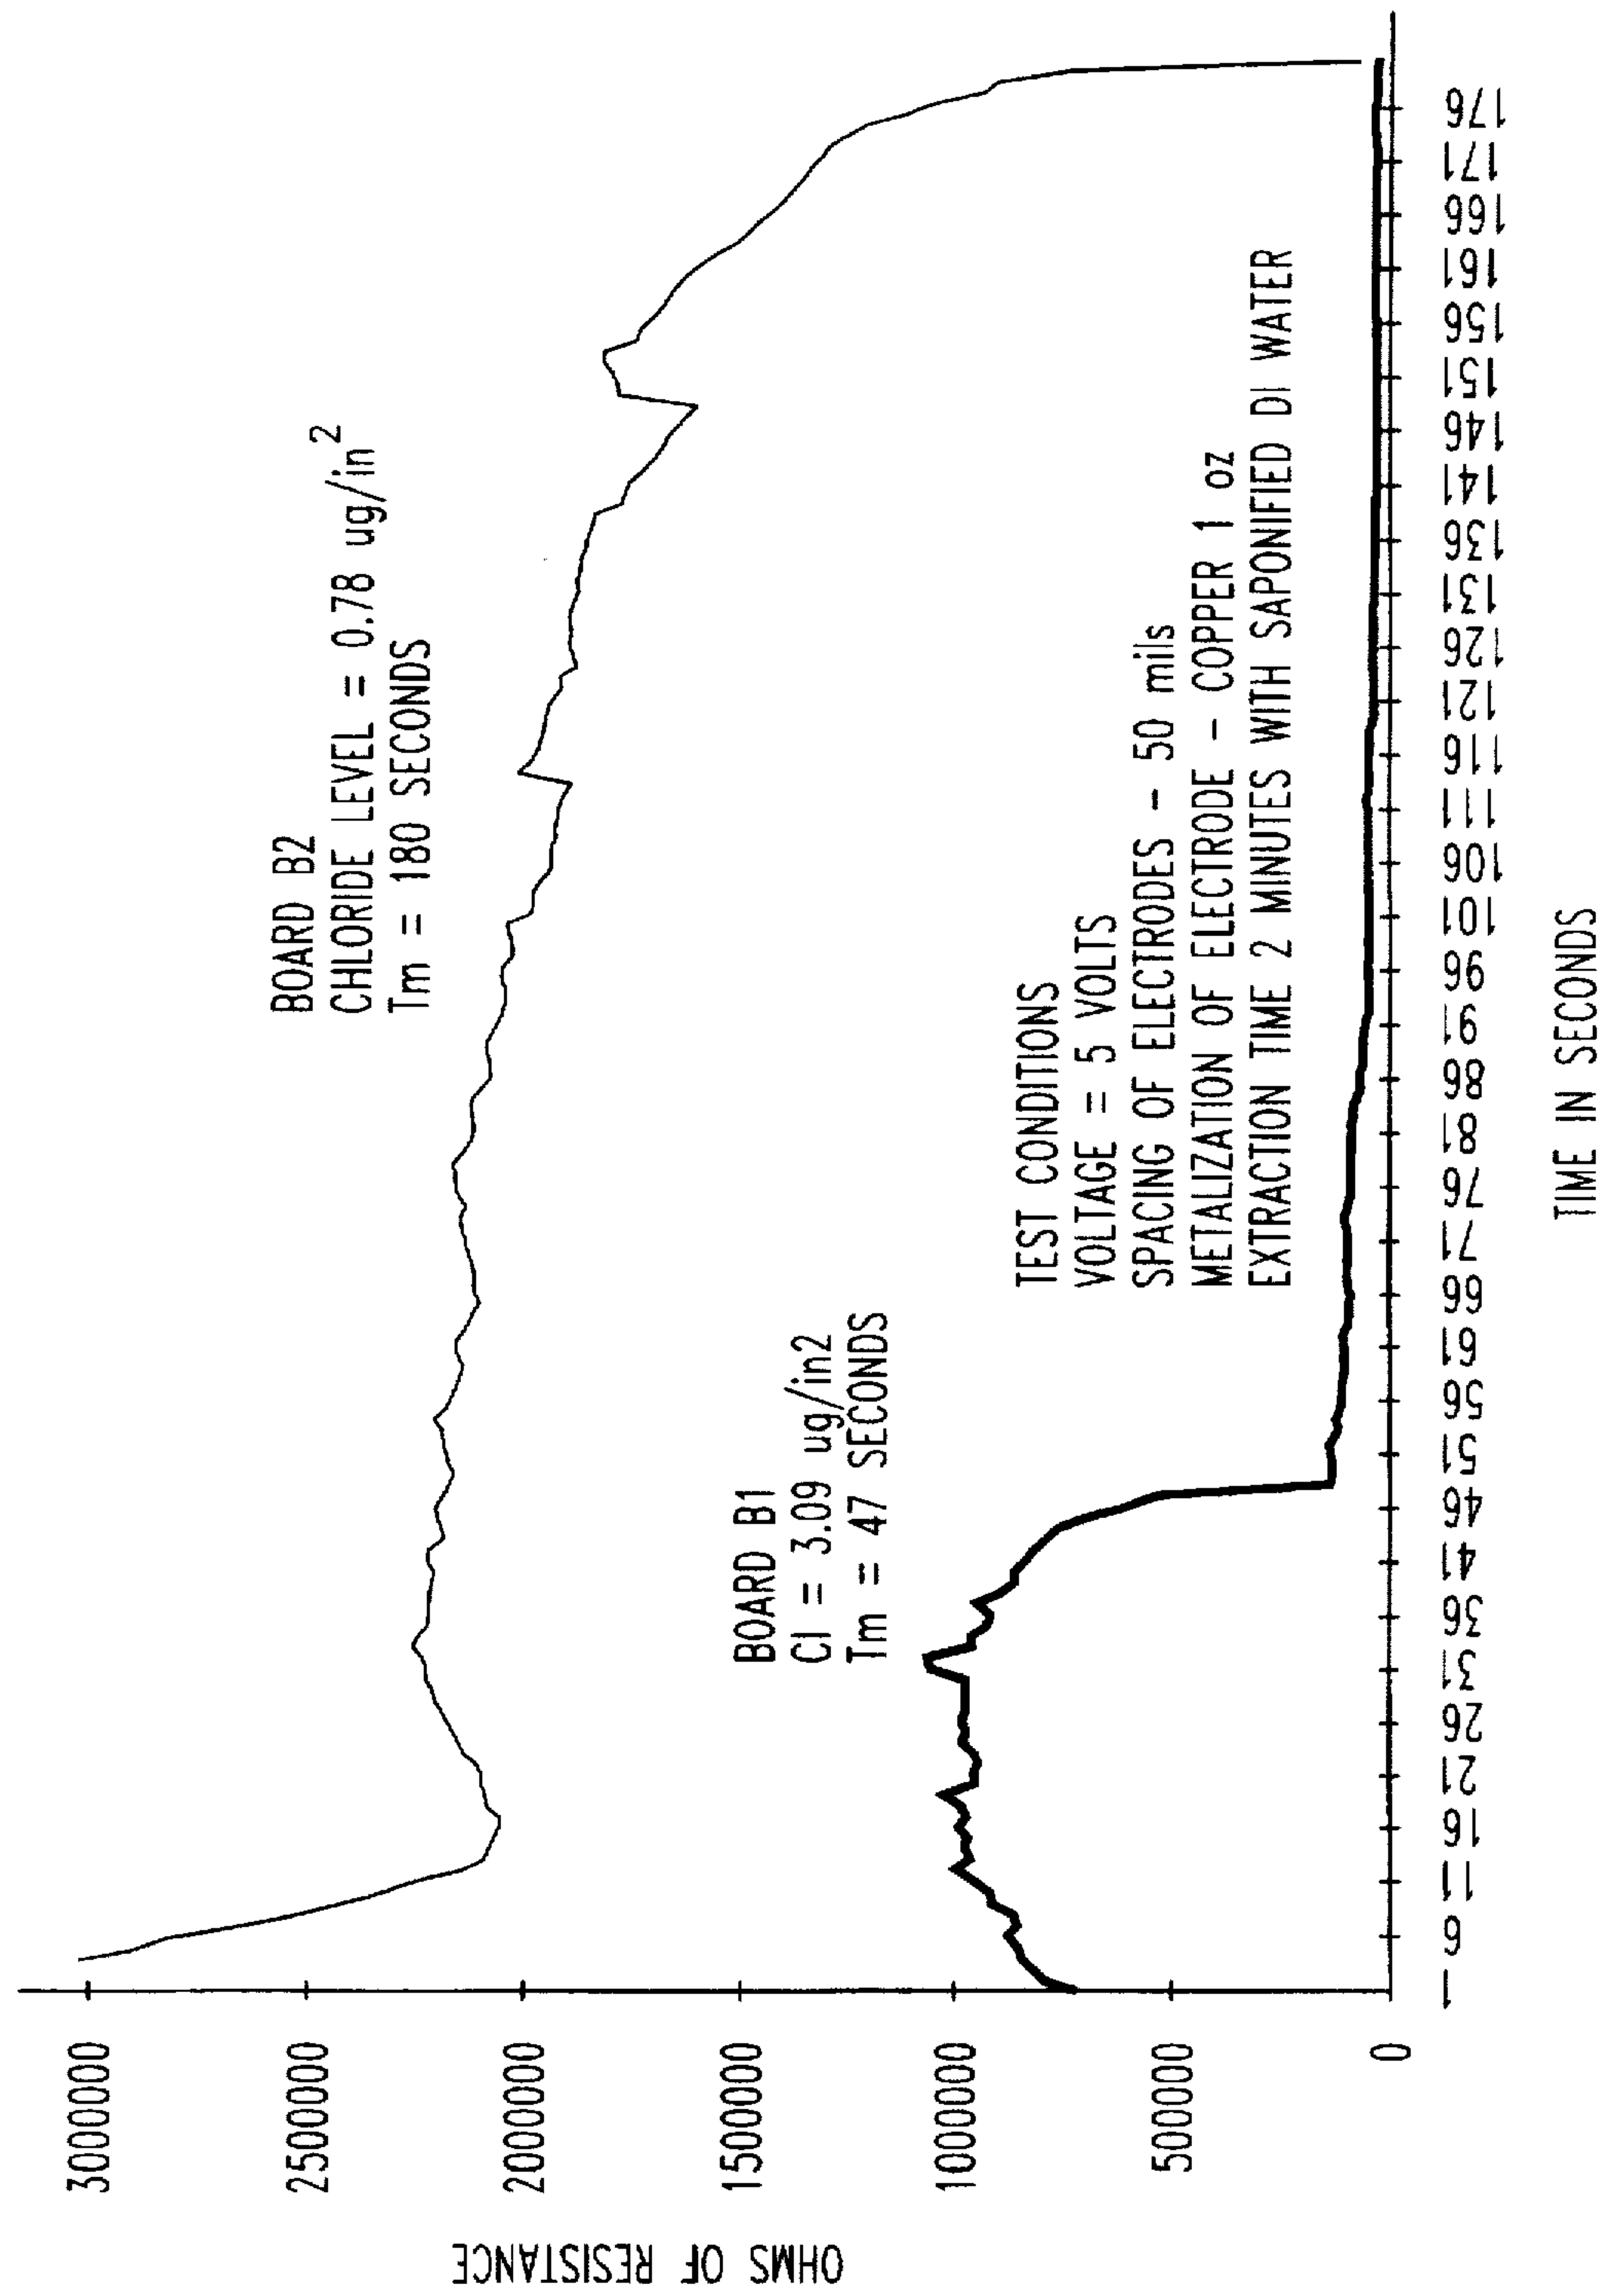 OHMS OF RESISTANCE
3000000
2500000
2000000
1500000
1000000
500000
0
BOARD B2
CHLORIDE LEVEL = 0.78 ug/in 2
Tm = 180 SECONDS
BOARD B1
Cl = 3.09 ug/in2
Tm = 47 SECONDS
TEST CONDITIONS
VOLTAGE = 5 VOLTS
SPACING OF ELECTRODES - 50 mils
METALIZATION OF ELECTRODE - COPPER 1 oz
EXTRACTION TIME 2 MINUTES WITH SAPONIFIED DI WATER
1 6 11 16 21 26 31 36 41 46 51 56 61 66 71 76 81 86 91 96 101 106 111 116 121 126 131 136 141 146 151 156 161 166 171 176
TIME IN SECONDS